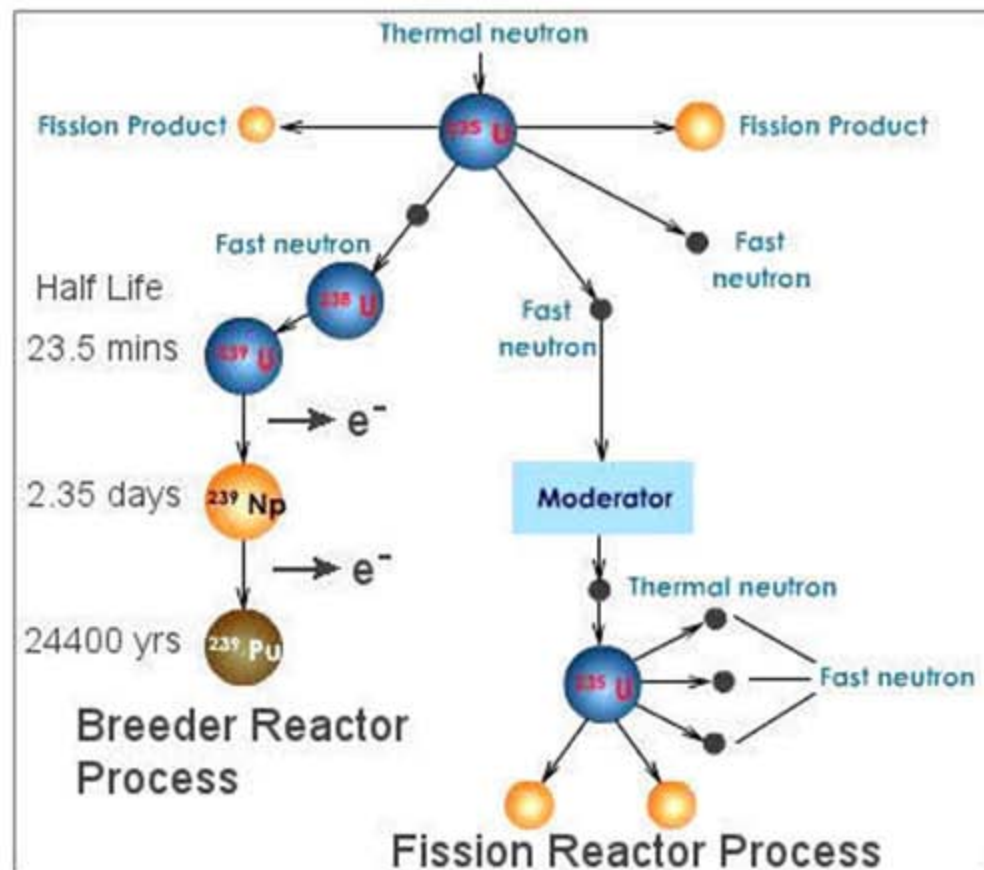 Thermal neutron
Fission Product
235 U
Fission Product
Fast neutron
Fast
neutron
238 U
Half Life
Fast
neutron
23.5 mins
239 U
e⁻
2.35 days
239 Np
Moderator
e⁻
Thermal neutron
24400 yrs
239 Pu
235 U
Fast neutron
Breeder Reactor
Process
Fission Reactor Process